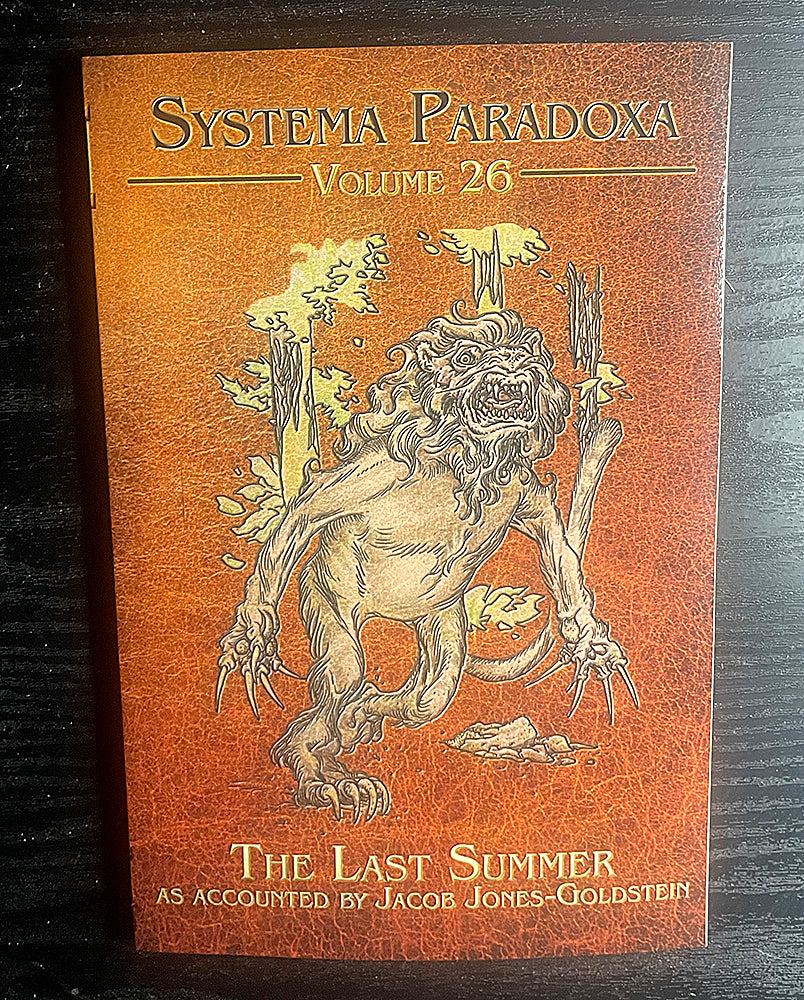 Systema Paradoxa
Volume 26
The Last Summer
as accounted by Jacob Jones-Goldstein